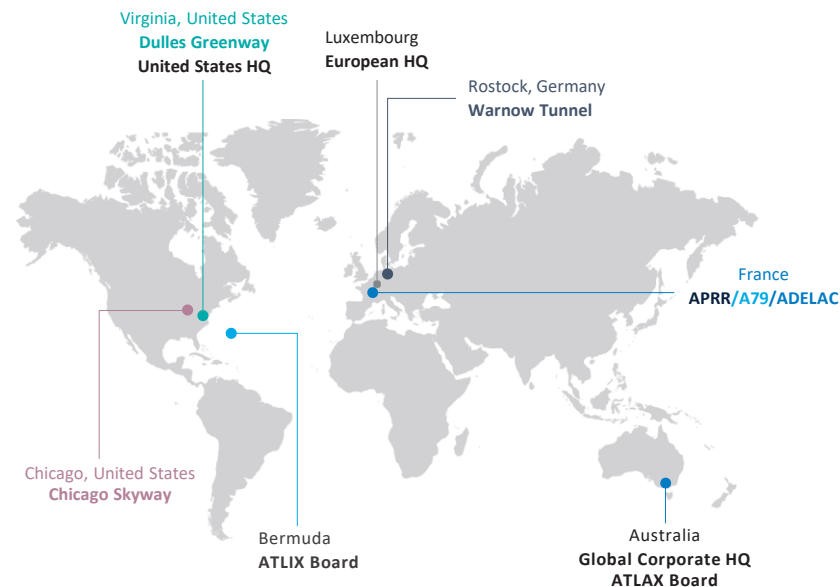 Virginia, United States
Dulles Greenway
United States HQ
Luxembourg
European HQ
Rostock, Germany
Warnow Tunnel
France
APRR/A79/ADELAC
Chicago, United States
Chicago Skyway
Bermuda
ATLIX Board
Australia
Global Corporate HQ
ATLAX Board